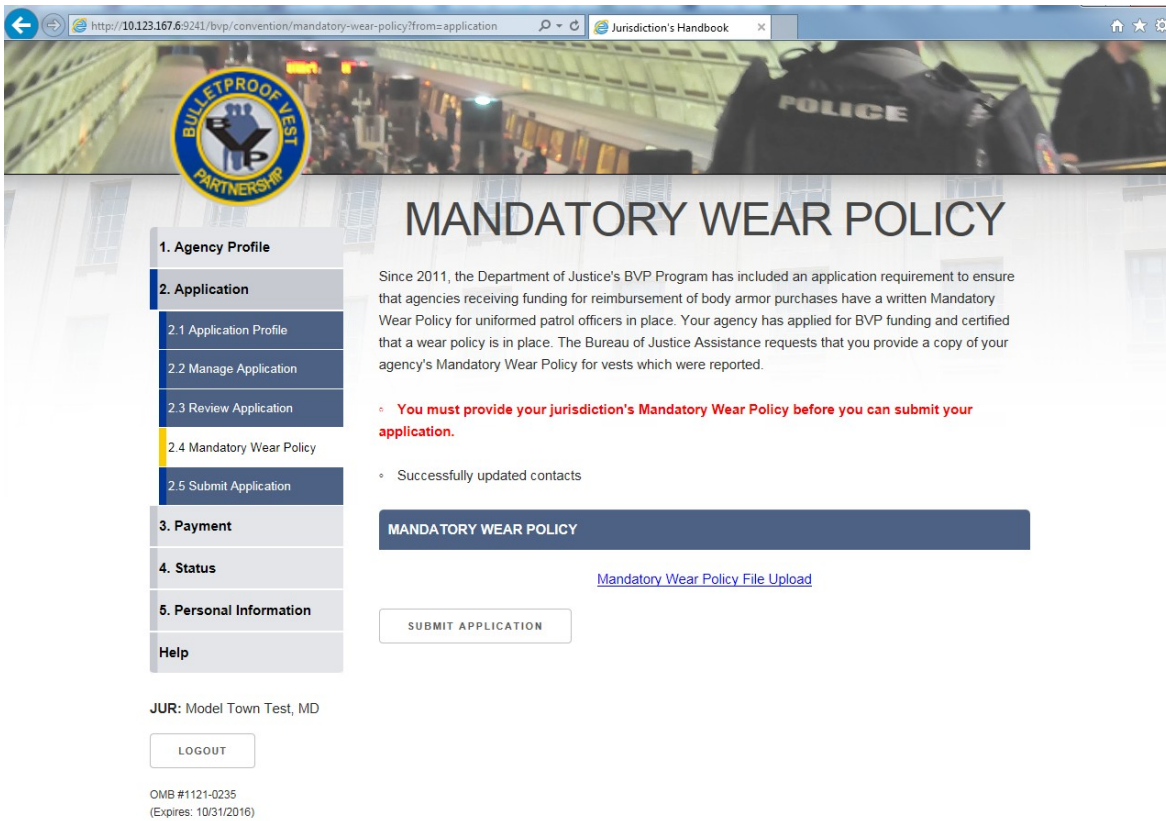 http://10.123.167.6:9241/bvp/convention/mandatory-wear-policy?from=application
Jurisdiction's Handbook
BULLETPROOF VEST
BVP
PARTNERSHIP
POLICE
MANDATORY WEAR POLICY
1. Agency Profile
2. Application
2.1 Application Profile
2.2 Manage Application
2.3 Review Application
2.4 Mandatory Wear Policy
2.5 Submit Application
3. Payment
4. Status
5. Personal Information
Help
JUR: Model Town Test, MD
LOGOUT
OMB #1121-0235
(Expires: 10/31/2016)
Since 2011, the Department of Justice's BVP Program has included an application requirement to ensure
that agencies receiving funding for reimbursement of body armor purchases have a written Mandatory
Wear Policy for uniformed patrol officers in place. Your agency has applied for BVP funding and certified
that a wear policy is in place. The Bureau of Justice Assistance requests that you provide a copy of your
agency's Mandatory Wear Policy for vests which were reported.
You must provide your jurisdiction's Mandatory Wear Policy before you can submit your
application.
Successfully updated contacts
MANDATORY WEAR POLICY
Mandatory Wear Policy File Upload
SUBMIT APPLICATION